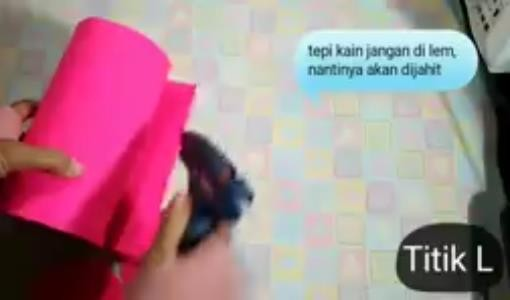 tepi kain jangan di lem,
nantinya akan dijahit
Titik L